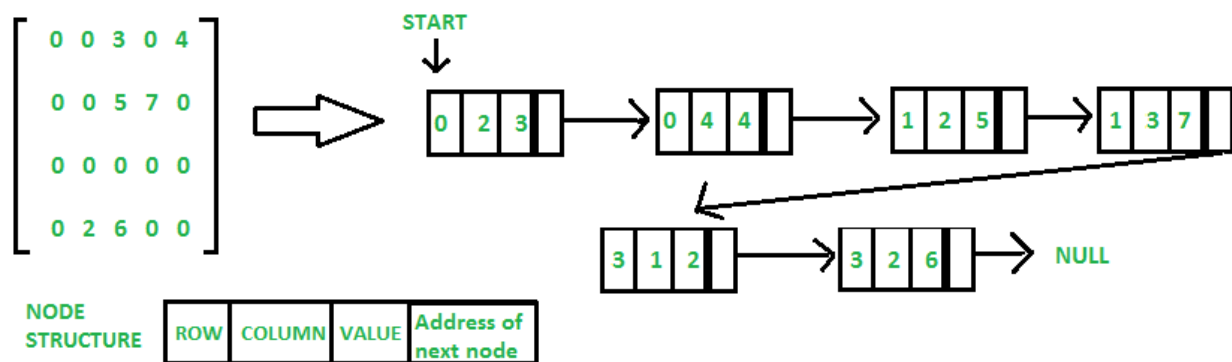 START
0 0 3 0 4
0 0 5 7 0
0 0 0 0 0
0 2 6 0 0
0 2 3
0 4 4
1 2 5
1 3 7
3 1 2
3 2 6
NULL
NODE
STRUCTURE
ROW
COLUMN
VALUE
Address of
next node